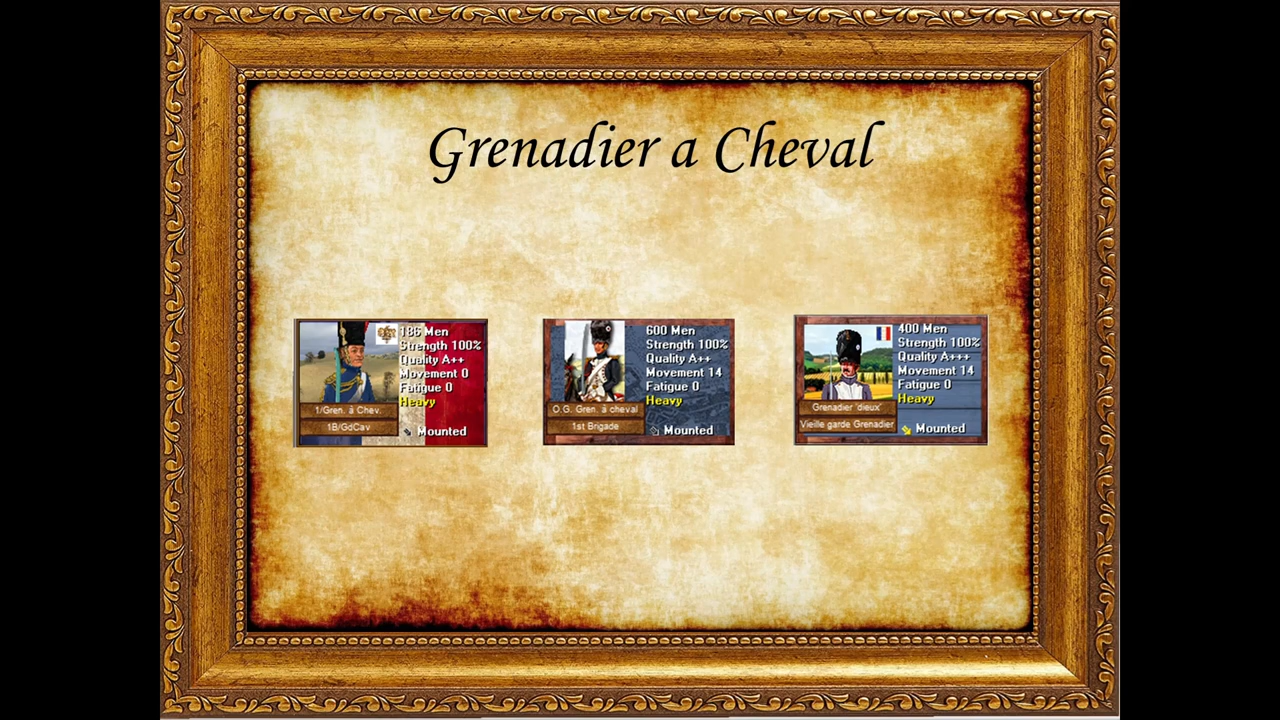 Grenadier a Cheval
186 Men
Strength 100%
Quality A++
Movement 0
Fatigue 0
Heavy
1/Gren. à Chev.
1B/GdCav
Mounted
600 Men
Strength 100%
Quality A++
Movement 14
Fatigue 0
Heavy
O.G. Gren. à cheval
1st Brigade
Mounted
400 Men
Strength 100%
Quality A+++
Movement 14
Fatigue 0
Heavy
Grenadier 'dieux'
Vieille garde Grenadier
Mounted